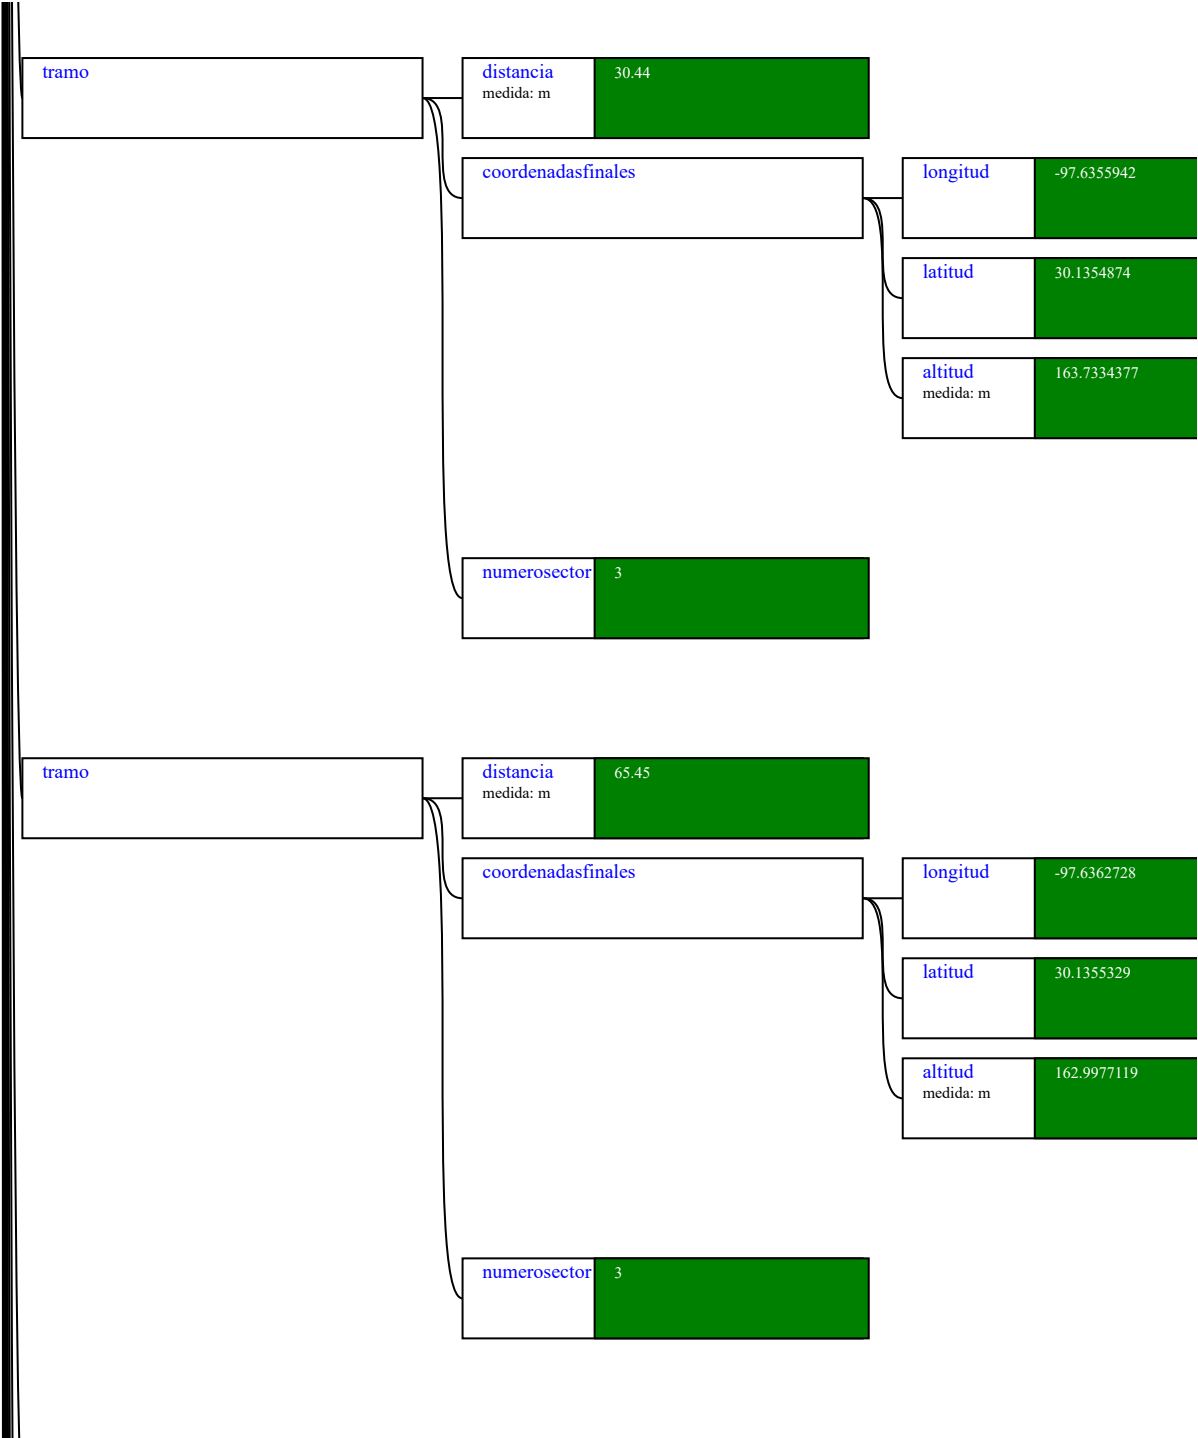 tramo
distancia
medida: m
30.44
coordenadasfinales
longitud
-97.6355942
latitud
30.1354874
altitud
medida: m
163.7334377
numerosector
3
tramo
distancia
medida: m
65.45
coordenadasfinales
longitud
-97.6362728
latitud
30.1355329
altitud
medida: m
162.9977119
numerosector
3